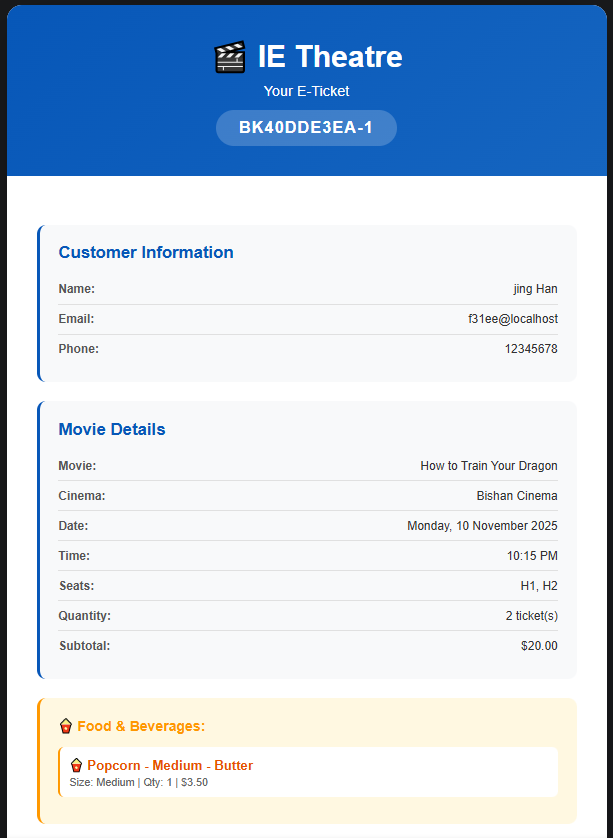 IE Theatre
Your E-Ticket
BK40DDE3EA-1
Customer Information
Name: jing Han
Email: f31ee@localhost
Phone: 12345678
Movie Details
Movie: How to Train Your Dragon
Cinema: Bishan Cinema
Date: Monday, 10 November 2025
Time: 10:15 PM
Seats: H1, H2
Quantity: 2 ticket(s)
Subtotal: $20.00
Food & Beverages:
Popcorn - Medium - Butter
Size: Medium | Qty: 1 | $3.50